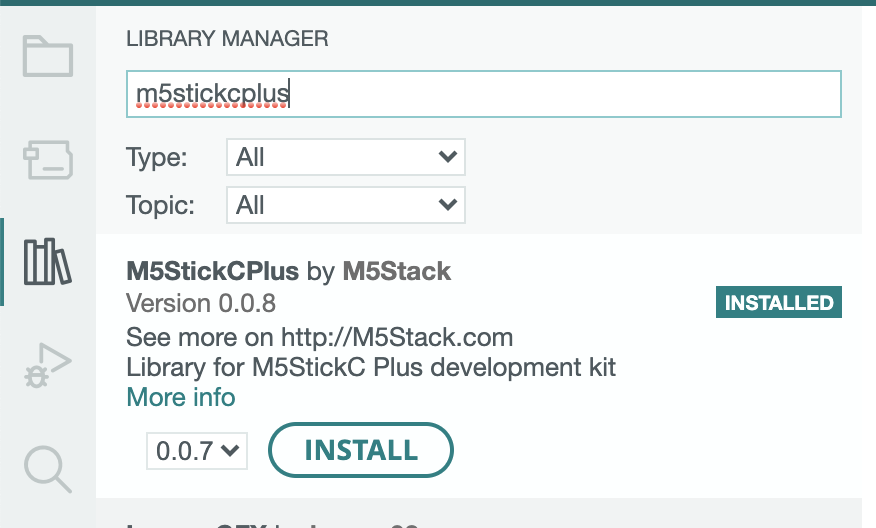 LIBRARY MANAGER
m5stickcplus
Type: All
Topic: All
M5StickCPlus by M5Stack
Version 0.0.8
INSTALLED
See more on http://M5Stack.com
Library for M5StickC Plus development kit
More info
0.0.7 INSTALL